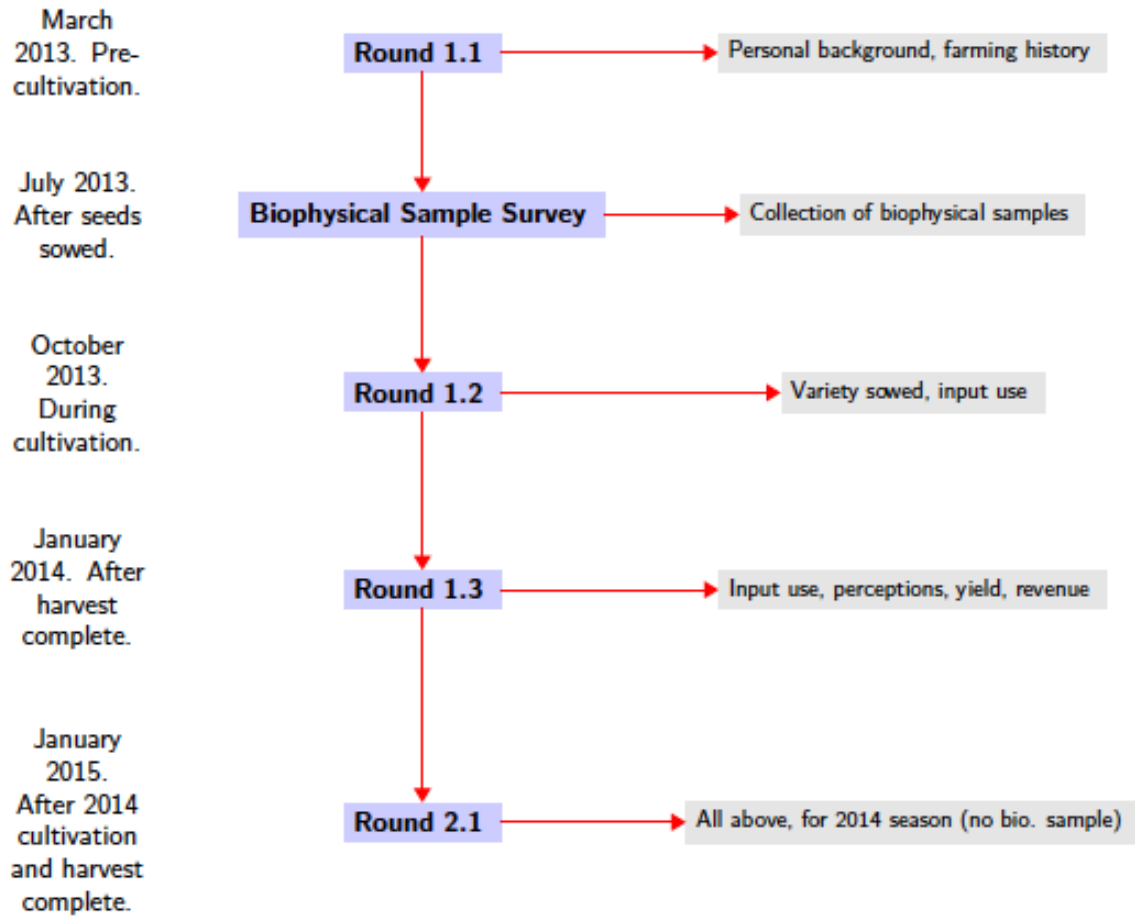 March
2013. Pre-
cultivation.
Round 1.1
Personal background, farming history
July 2013.
After seeds
sowed.
Biophysical Sample Survey
Collection of biophysical samples
October
2013.
During
cultivation.
Round 1.2
Variety sowed, input use
January
2014. After
harvest
complete.
Round 1.3
Input use, perceptions, yield, revenue
January
2015.
After 2014
cultivation
and harvest
complete.
Round 2.1
All above, for 2014 season (no bio. sample)